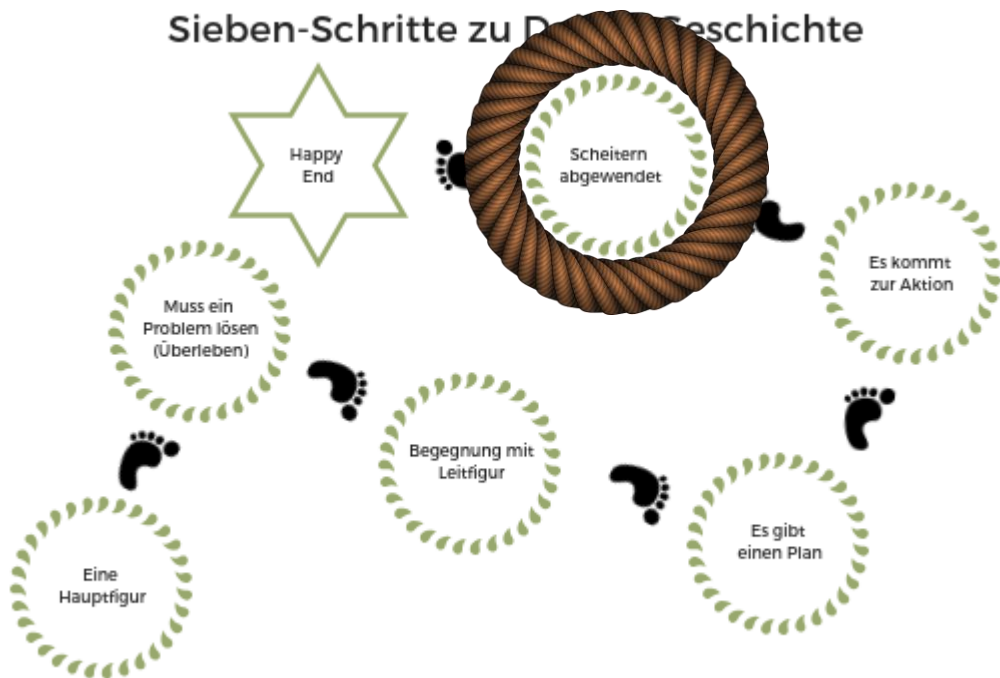 Sieben-Schritte zu
Happy
End
Scheitern
abgewendet
Es kommt
zur Aktion
Muss ein
Problem lösen
(Überleben)
Begegnung mit
Leitfigur
Es gibt
einen Plan
Eine
Hauptfigur